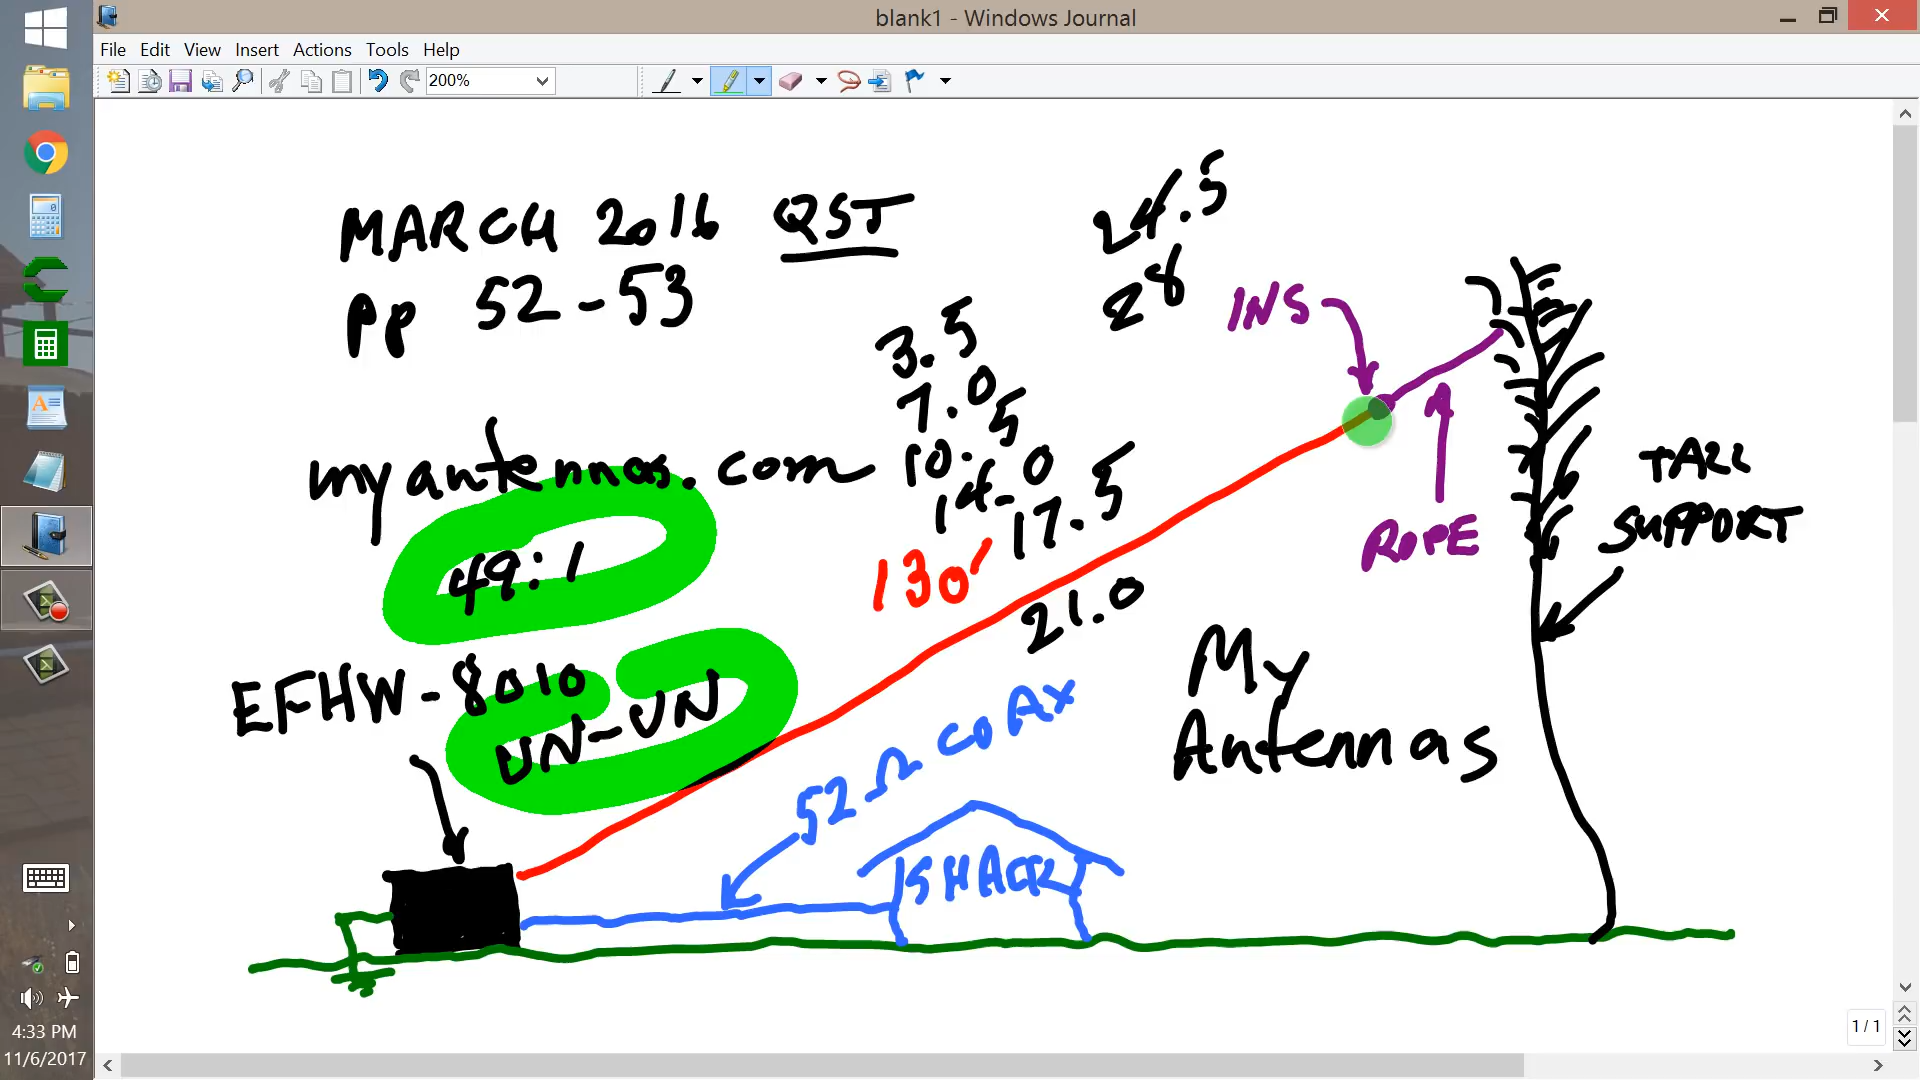 blank1 - Windows Journal
File Edit View Insert Actions Tools Help
200%
MARCH 2016 QST
pp 52-53
24.5
28
INS
3.5
7.0
10.5
14.0
17.5
21.0
myantennas.com
49:1
130'
ROPE
TALL
SUPPORT
EFHW-8010
UN-UN
52 Ω COAX
My
Antennas
SHACK
1 / 1
4:33 PM
11/6/2017